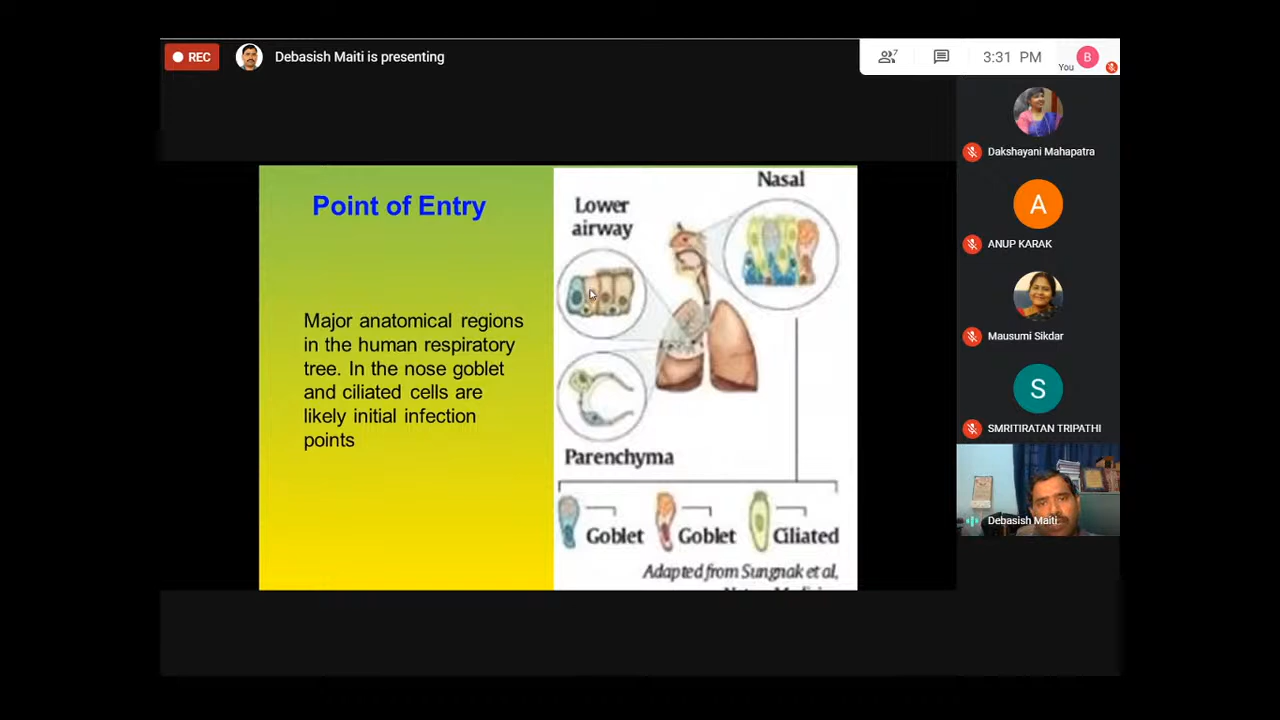 REC
Debasish Maiti is presenting
7
3:31 PM
You
B
Dakshayani Mahapatra
A
ANUP KARAK
Mausumi Sikdar
S
SMRITIRATAN TRIPATHI
Debasish Maiti
Point of Entry
Major anatomical regions
in the human respiratory
tree. In the nose goblet
and ciliated cells are
likely initial infection
points
Nasal
Lower
airway
Parenchyma
Goblet
Goblet
Ciliated
Adapted from Sungnak et al,